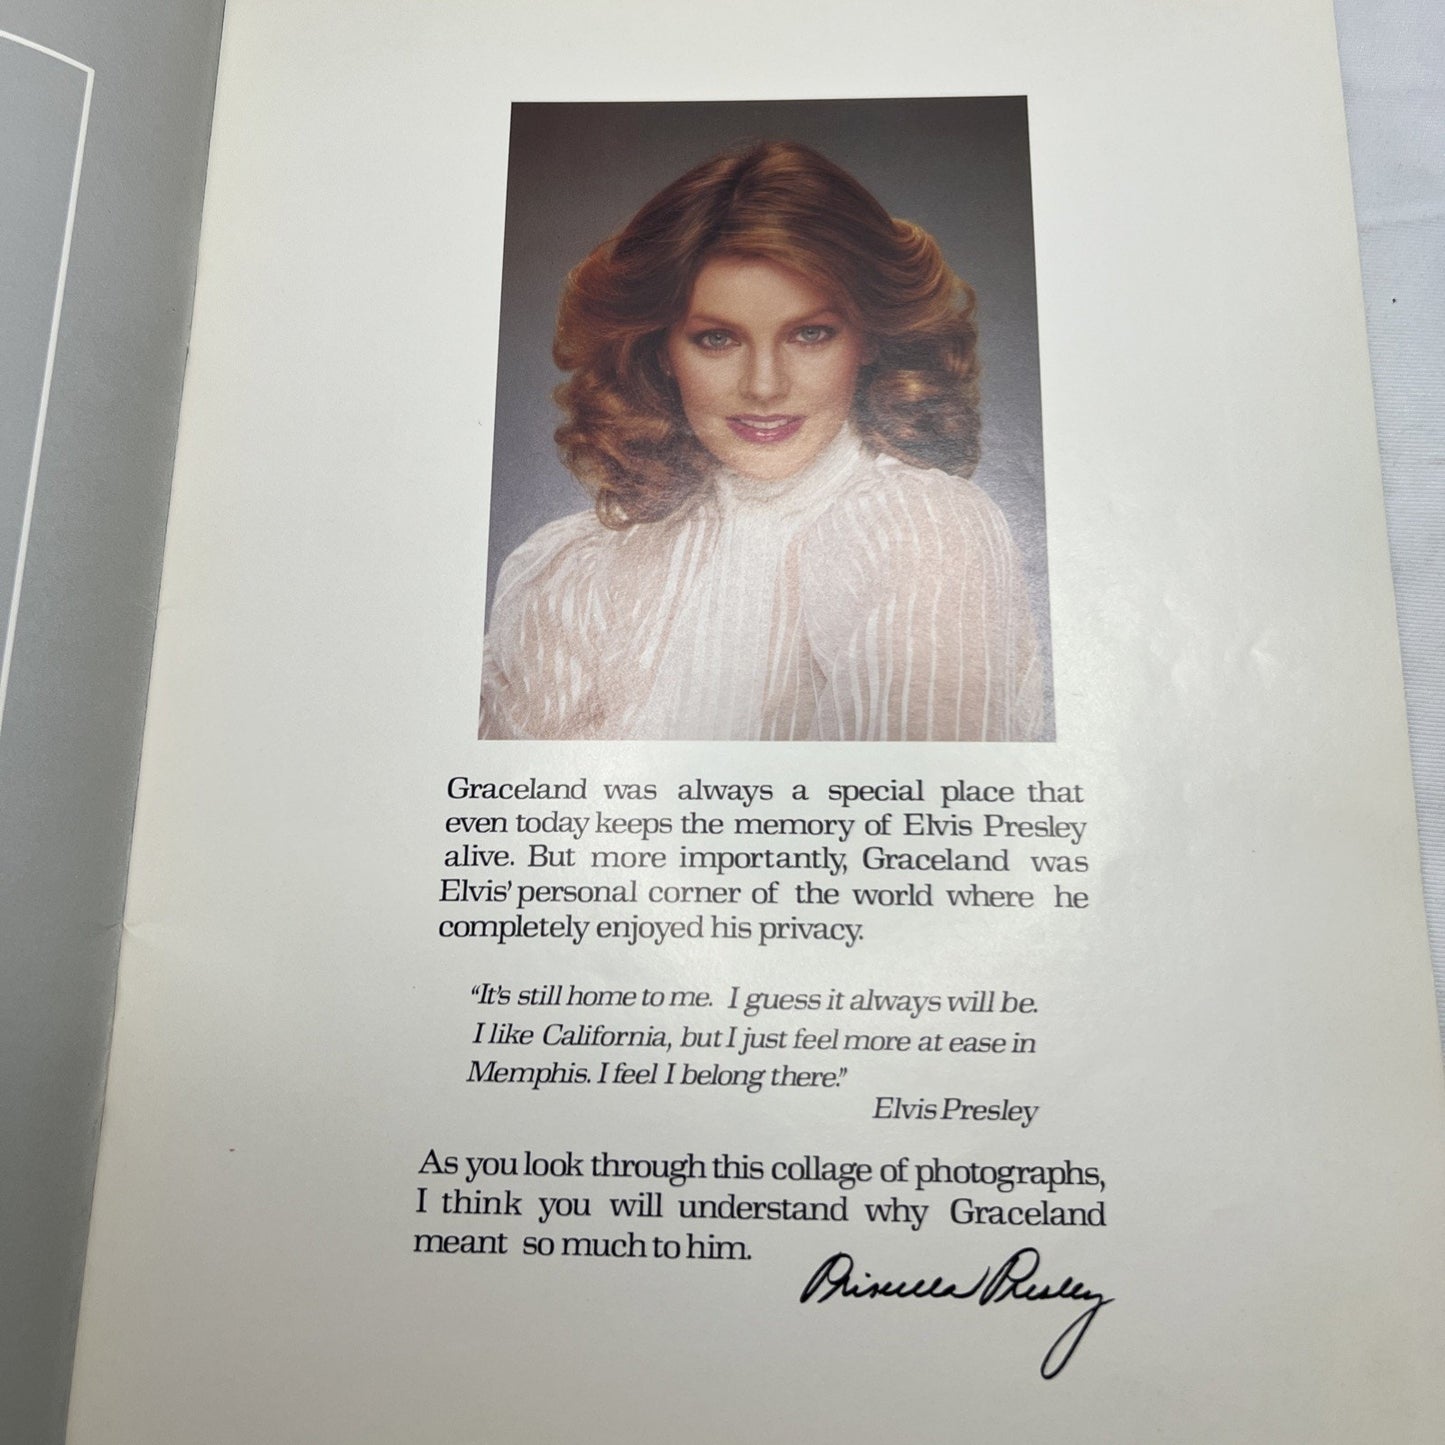 Graceland was always a special place that
even today keeps the memory of Elvis Presley
alive. But more importantly, Graceland was
Elvis' personal corner of the world where he
completely enjoyed his privacy.
"It's still home to me. I guess it always will be.
I like California, but I just feel more at ease in
Memphis. I feel I belong there."
Elvis Presley
As you look through this collage of photographs,
I think you will understand why Graceland
meant so much to him.
Priscilla Presley